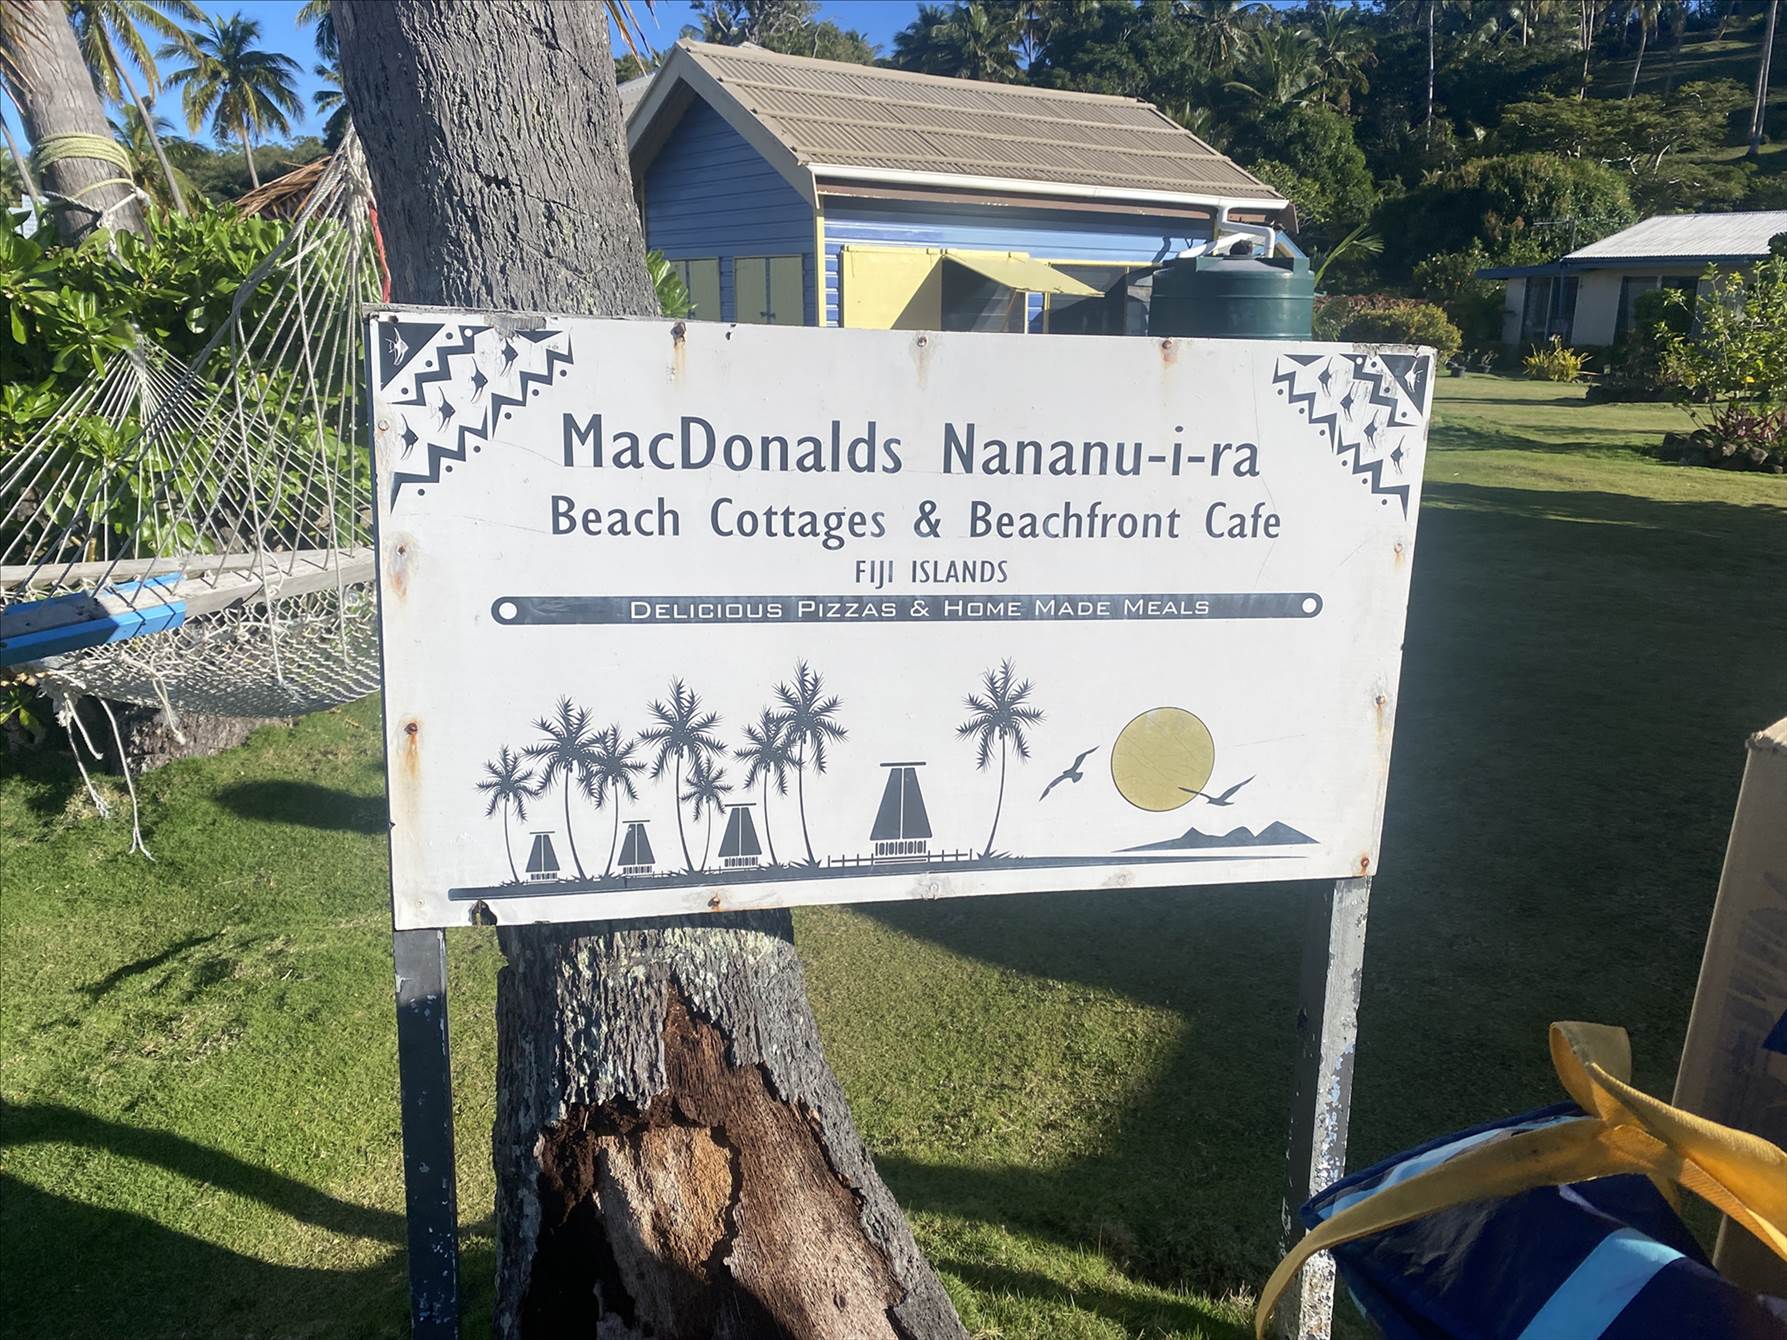 MacDonalds Nananu-i-ra
Beach Cottages & Beachfront Cafe
FIJI ISLANDS
DELICIOUS PIZZAS & HOME MADE MEALS